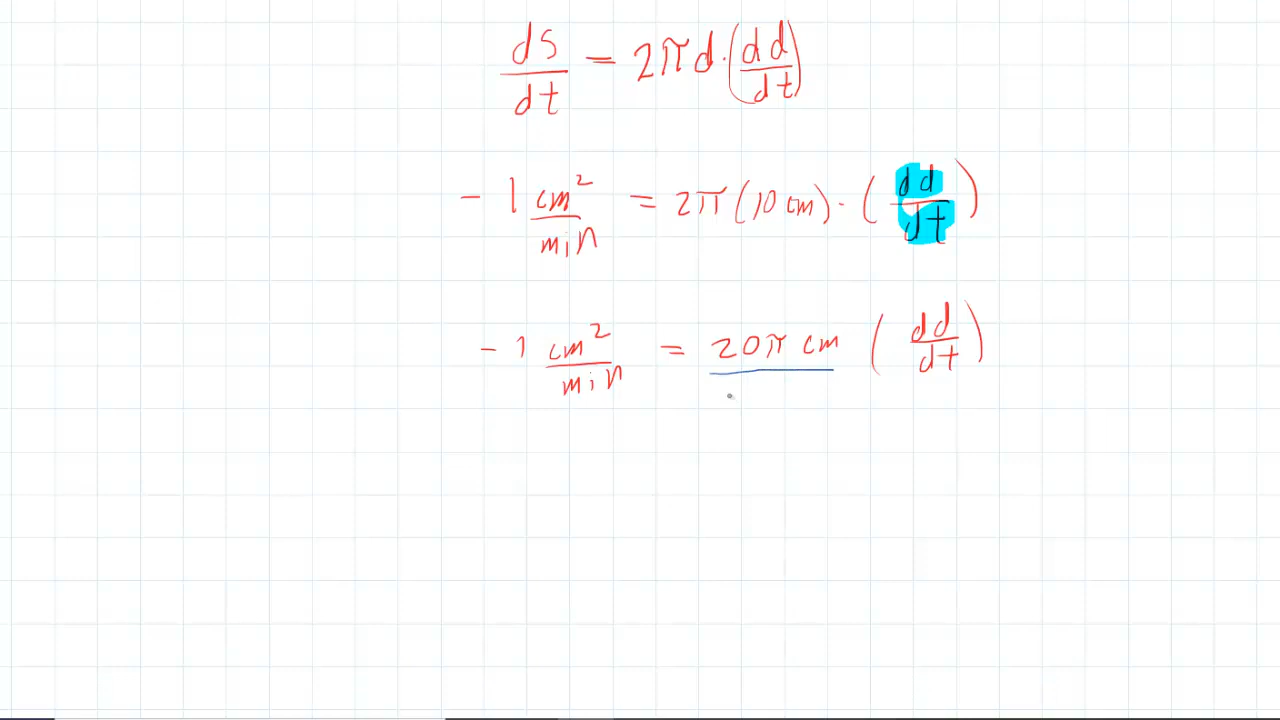 dS/dt = 2πd·(dd/dt)
-1 cm²/min = 2π(10 cm)·(dd/dt)
-1 cm²/min = 20π cm (dd/dt)